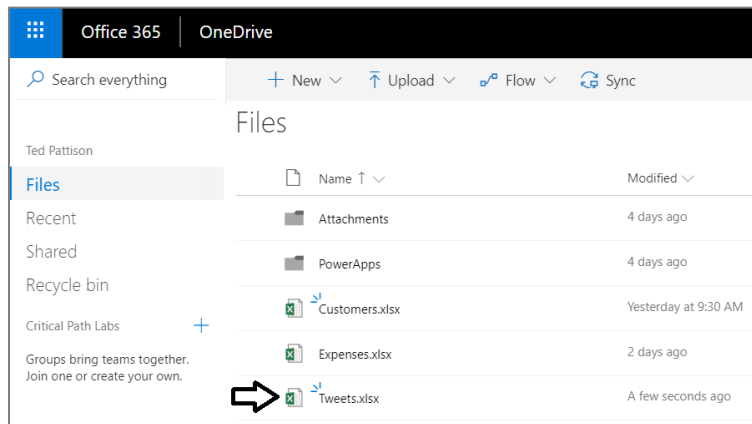 Office 365 OneDrive
Search everything
New Upload Flow Sync
Files
Ted Pattison
Files
Recent
Shared
Recycle bin
Critical Path Labs
Groups bring teams together.
Join one or create your own.
Name Modified
Attachments 4 days ago
PowerApps 4 days ago
Customers.xlsx Yesterday at 9:30 AM
Expenses.xlsx 2 days ago
Tweets.xlsx A few seconds ago